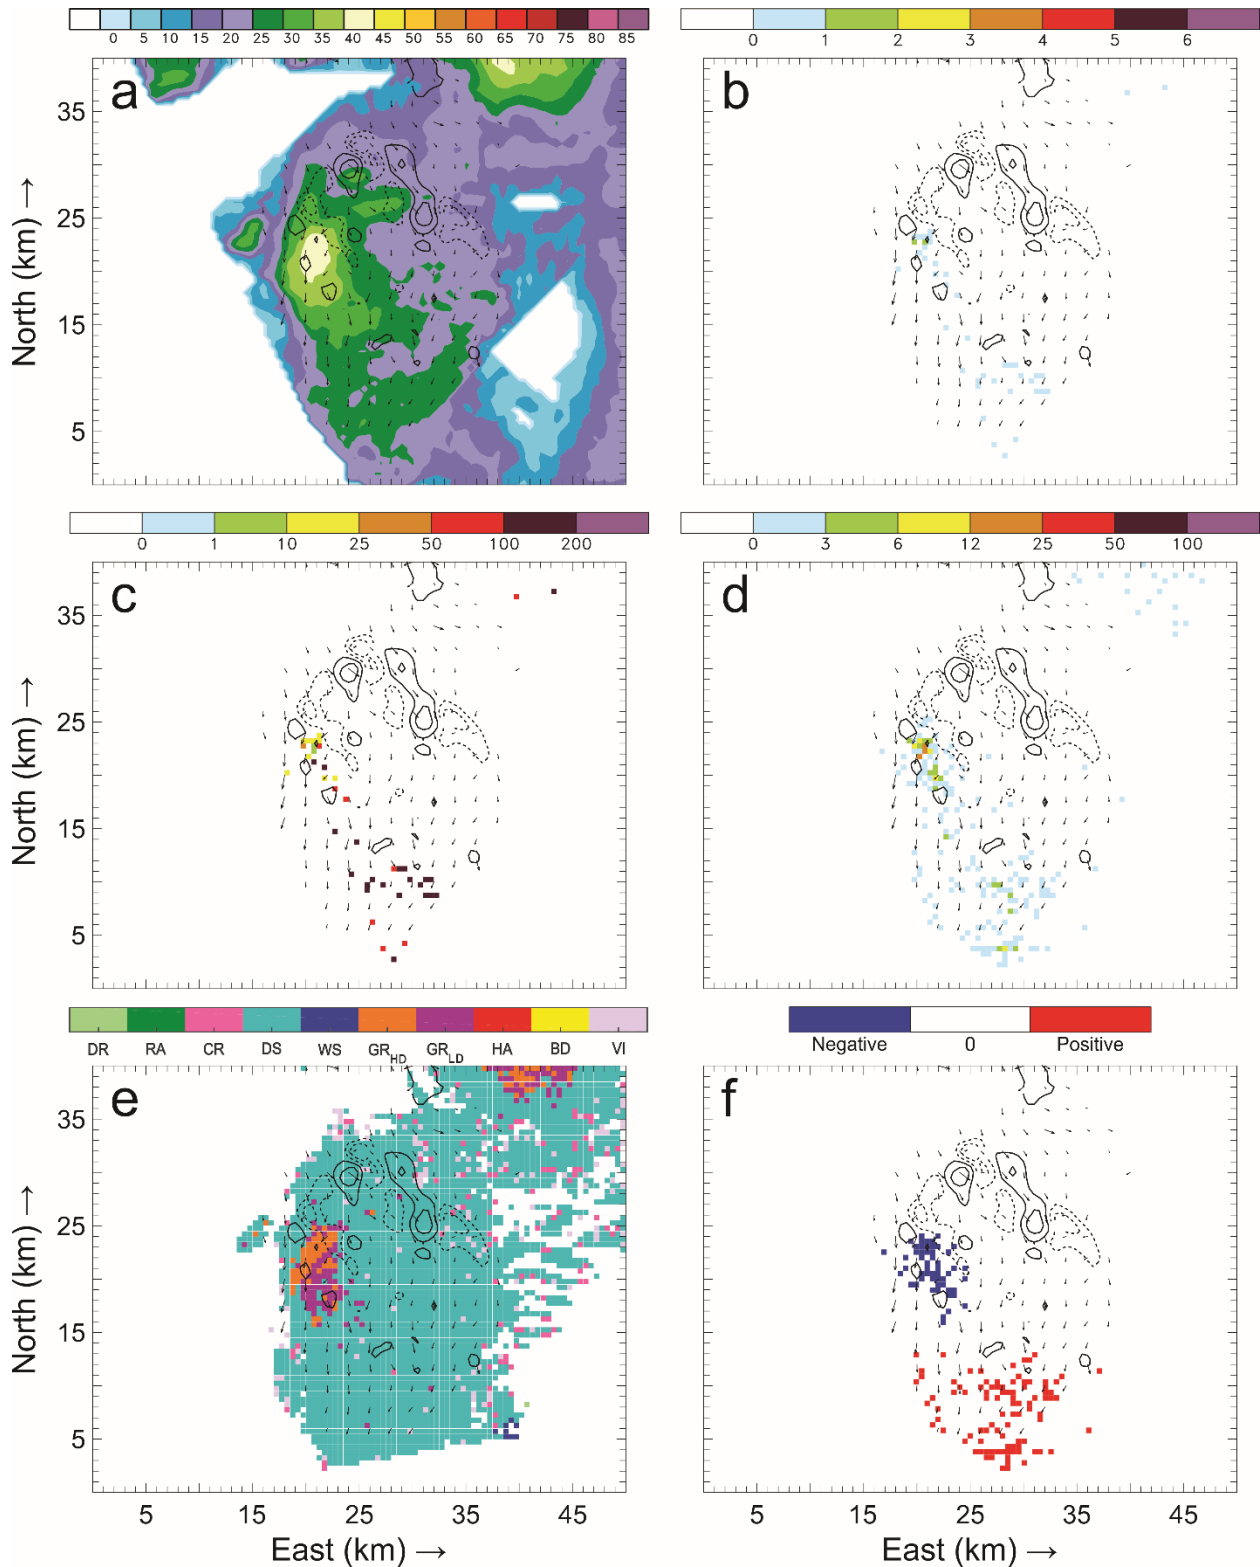 0 5 10 15 20 25 30 35 40 45 50 55 60 65 70 75 80 85
0 1 2 3 4 5 6
a
b
35
25
15
5
North (km) →
0 1 10 25 50 100 200
0 3 6 12 25 50 100
c
d
35
25
15
5
North (km) →
DR RA CR DS WS GR HD GR LD HA BD VI
Negative 0 Positive
e
f
35
25
15
5
North (km) →
5 15 25 35 45
5 15 25 35 45
East (km) →
East (km) →